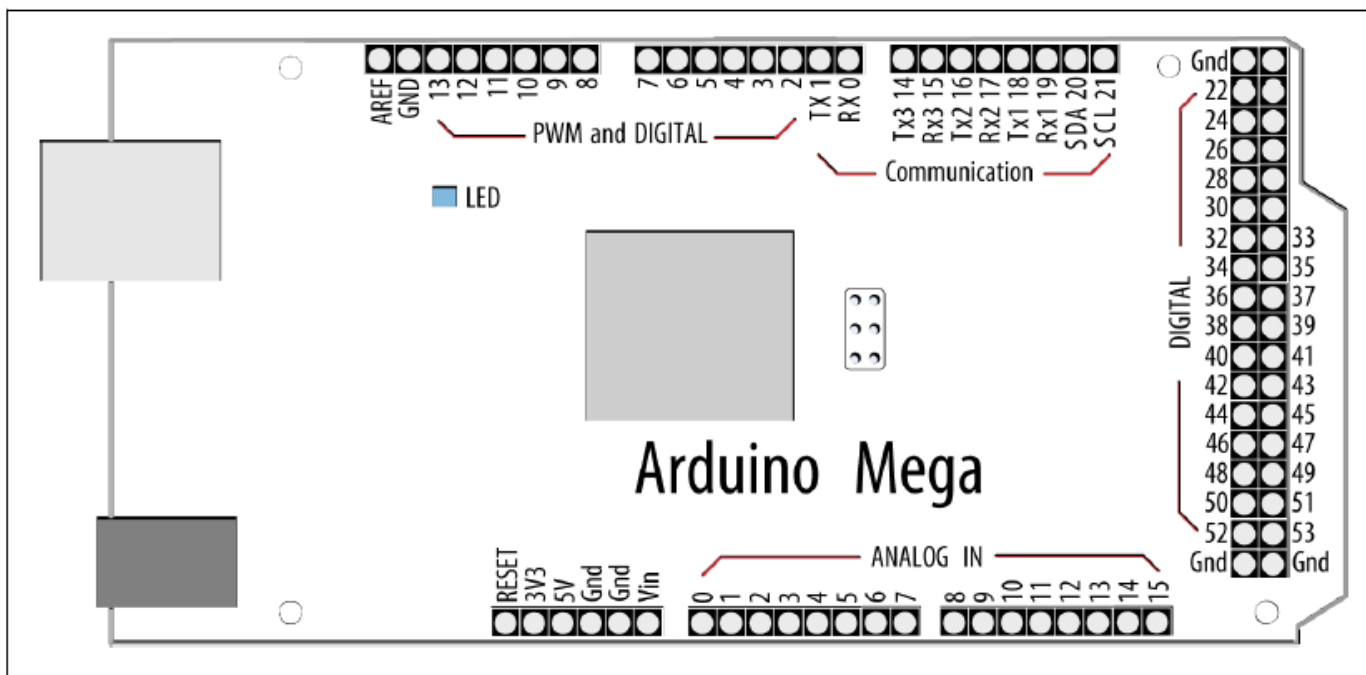 AREF GND 13 12 11 10 9 8 7 6 5 4 3 2 TX 1 RX 0 Tx3 14 Rx3 15 Tx2 16 Rx2 17 Tx1 18 Rx1 19 SDA 20 SCL 21
PWM and DIGITAL
Communication
LED
Gnd
22
24
26
28
30
32 33
34 35
36 37
38 39
40 41
42 43
44 45
46 47
48 49
50 51
52 53
Gnd Gnd
DIGITAL
Arduino Mega
ANALOG IN
RESET 3V3 5V Gnd Gnd Vin 0 1 2 3 4 5 6 7 8 9 10 11 12 13 14 15